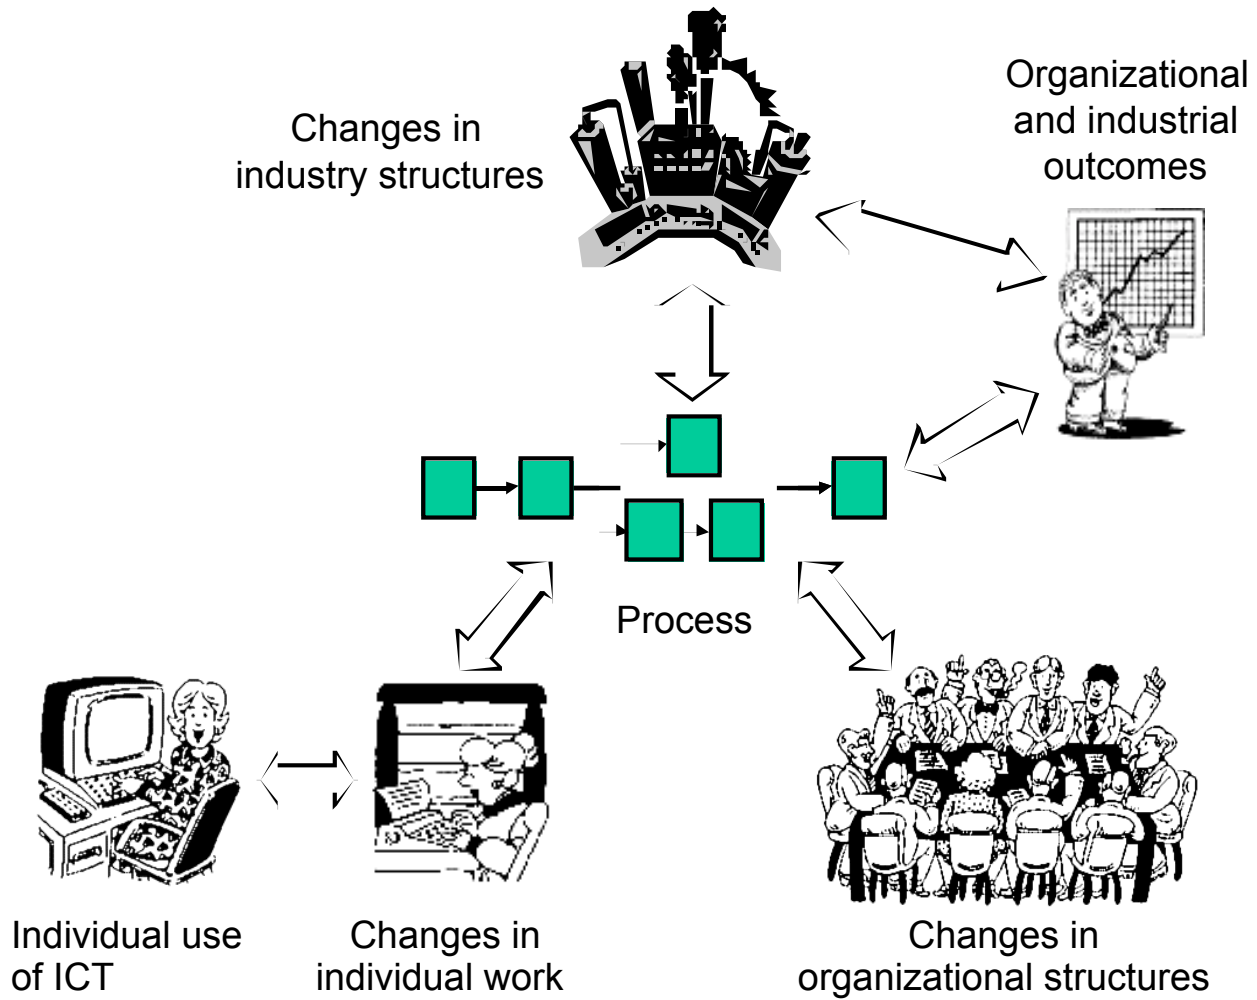 Changes in
industry structures
Organizational
and industrial
outcomes
Process
Individual use
of ICT
Changes in
individual work
Changes in
organizational structures